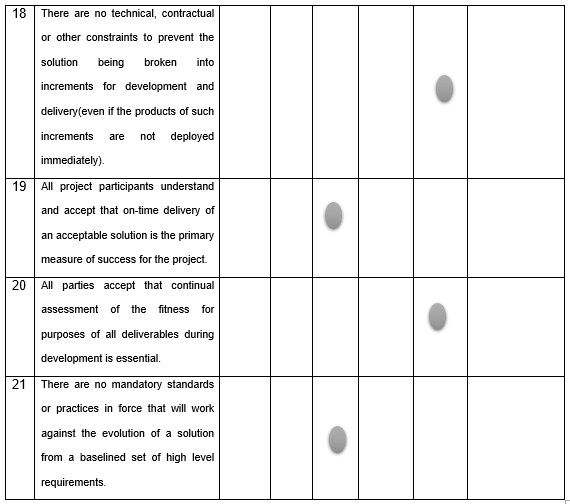 18 There are no technical, contractual
or other constraints to prevent the
solution being broken into
increments for development and
delivery(even if the products of such
increments are not deployed
immediately).
19 All project participants understand
and accept that on-time delivery of
an acceptable solution is the primary
measure of success for the project.
20 All parties accept that continual
assessment of the fitness for
purposes of all deliverables during
development is essential.
21 There are no mandatory standards
or practices in force that will work
against the evolution of a solution
from a baselined set of high level
requirements.